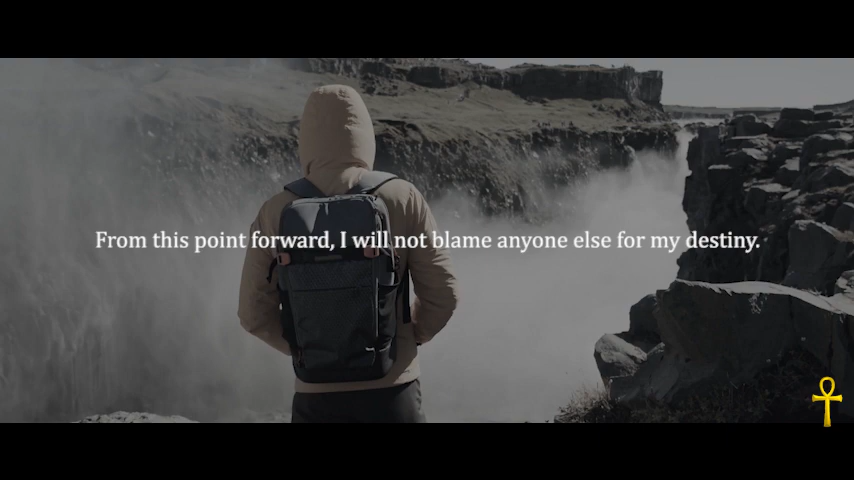 From this point forward, I will not blame anyone else for my destiny.